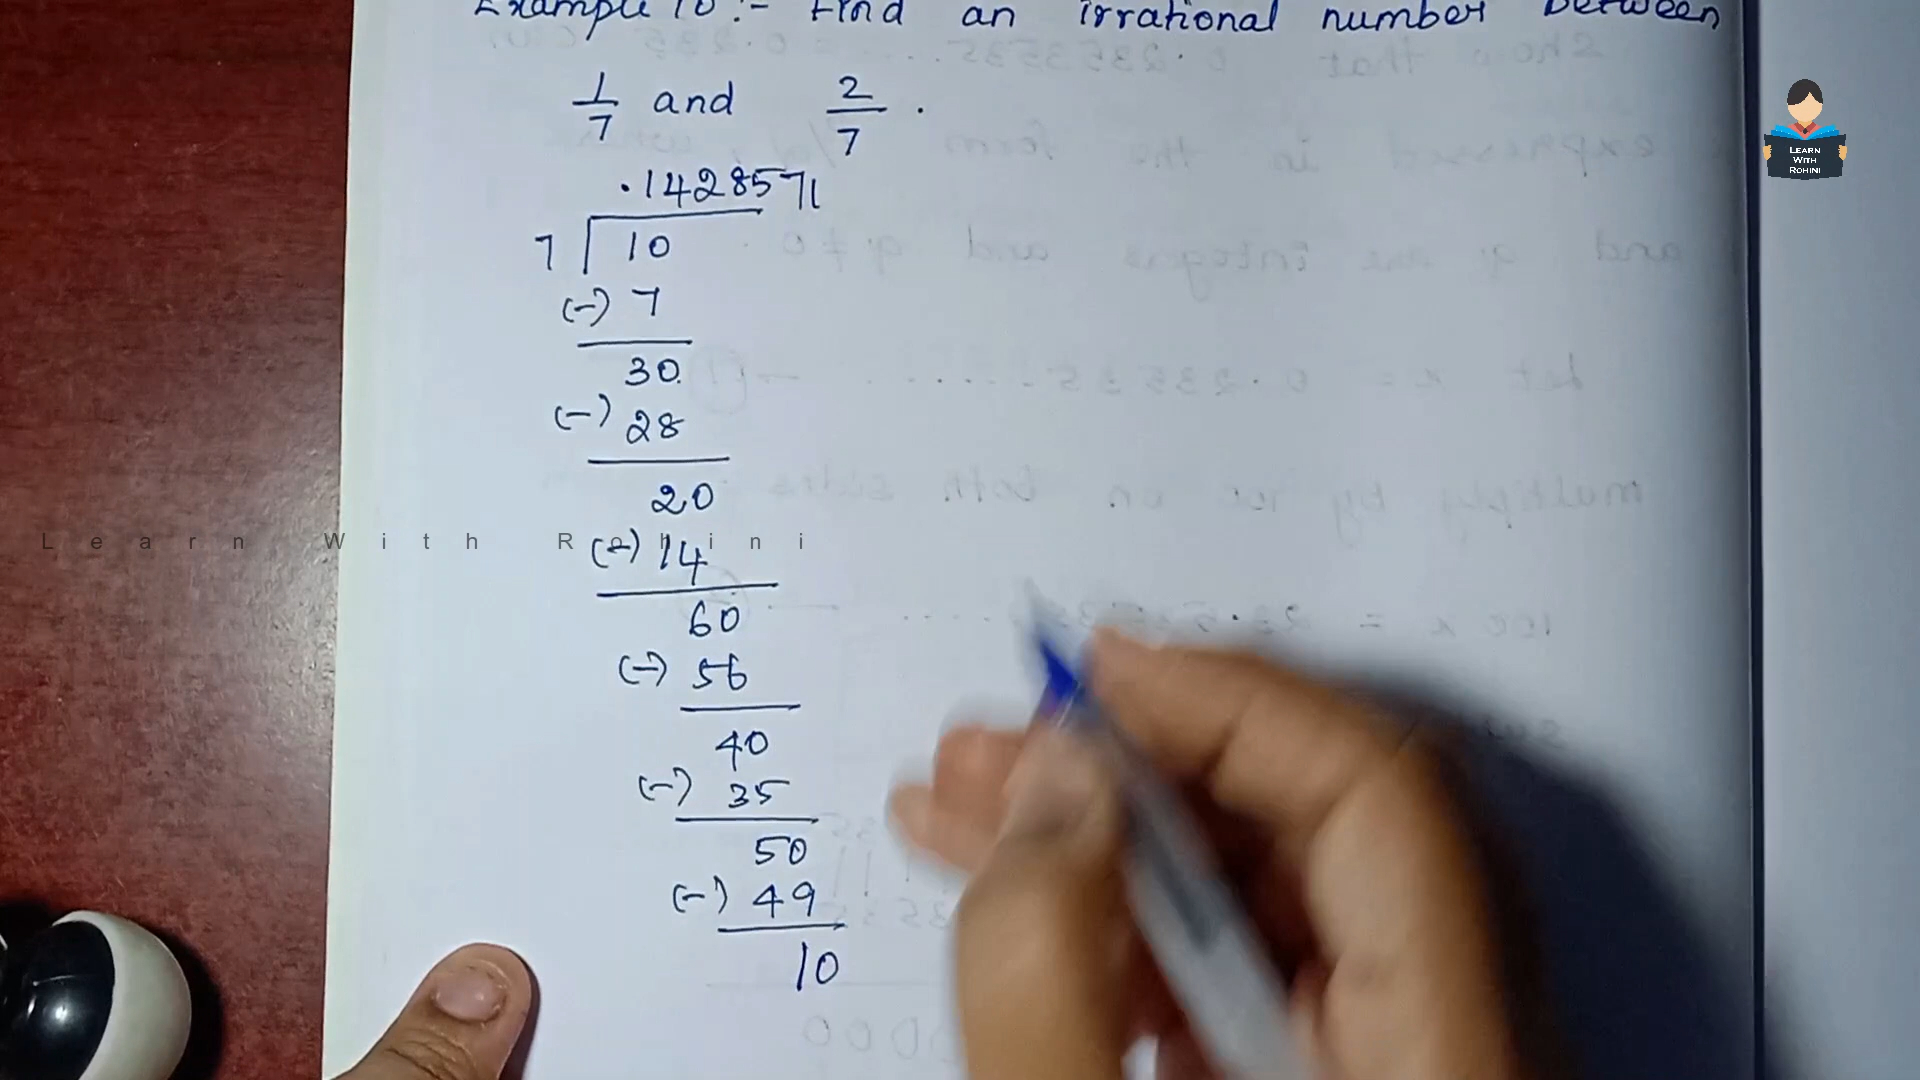 Example 10 :- Find an irrational number between
1/7 and 2/7 .
.1428571
7 10
(-) 7
30
(-) 28
20
(-) 14
60
(-) 56
40
(-) 35
50
(-) 49
10
LEARN
WITH
ROHINI
Learn With Rohini